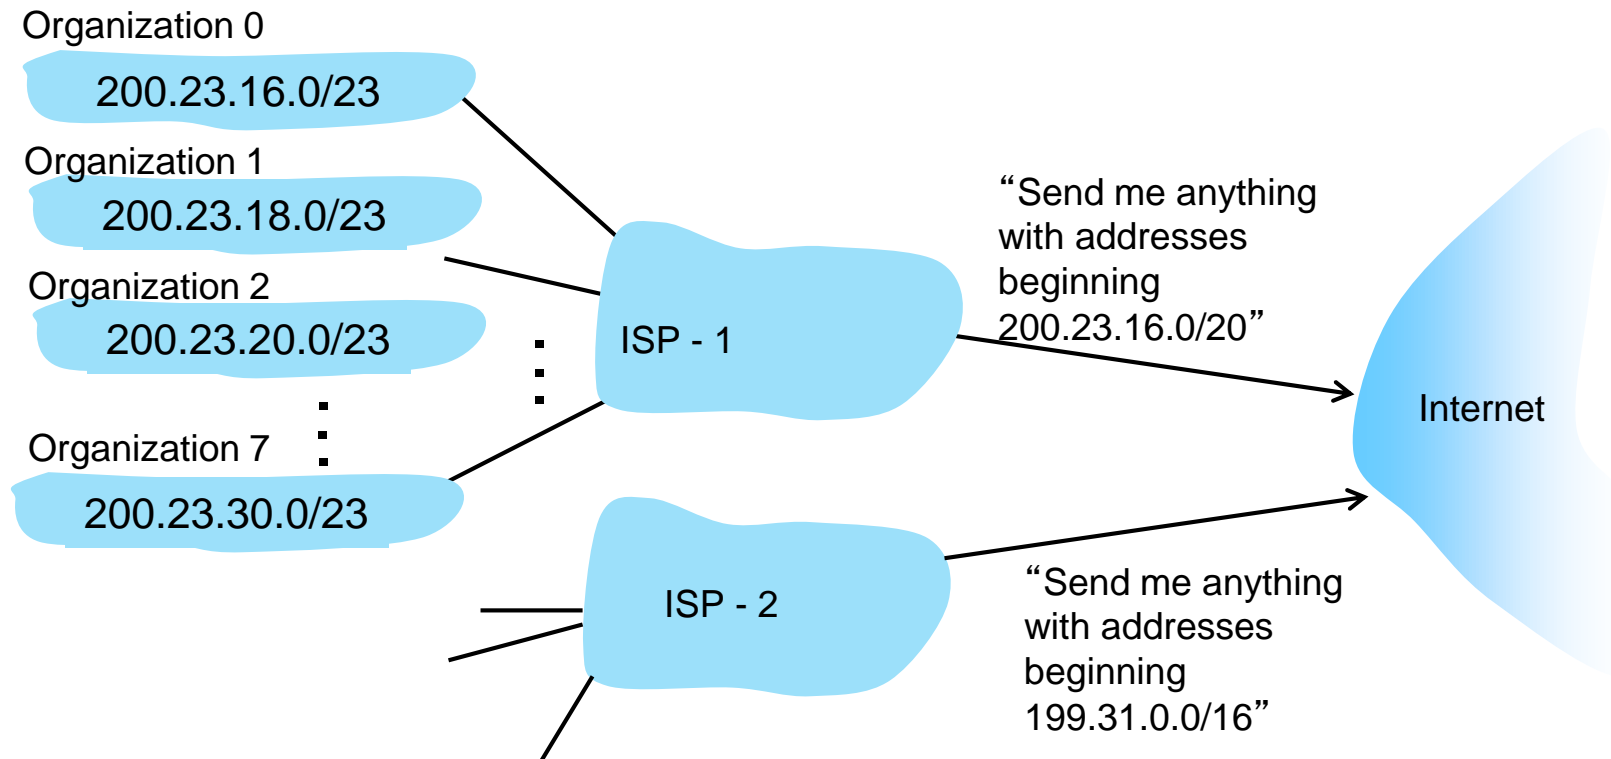 Organization 0
200.23.16.0/23
Organization 1
200.23.18.0/23
Organization 2
200.23.20.0/23
Organization 7
200.23.30.0/23
ISP - 1
“Send me anything
with addresses
beginning
200.23.16.0/20”
Internet
ISP - 2
“Send me anything
with addresses
beginning
199.31.0.0/16”